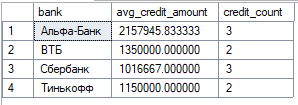 bank avg_credit_amount credit_count
1 Альфа-Банк 2157945.833333 3
2 ВТБ 1350000.000000 2
3 Сбербанк 1016667.000000 3
4 Тинькофф 1150000.000000 2